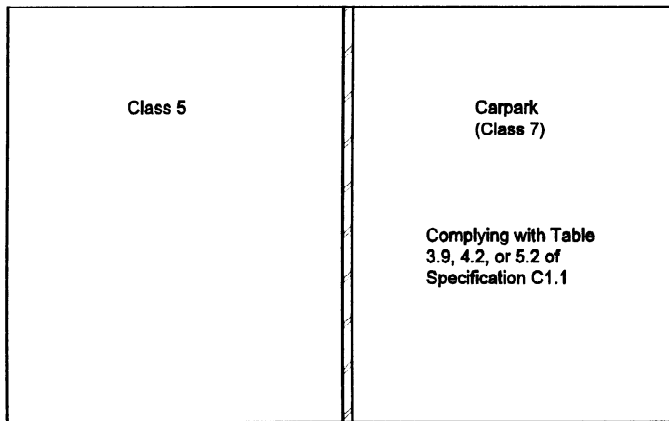 Class 5
Carpark
(Class 7)
Complying with Table
3.9, 4.2, or 5.2 of
Specification C1.1